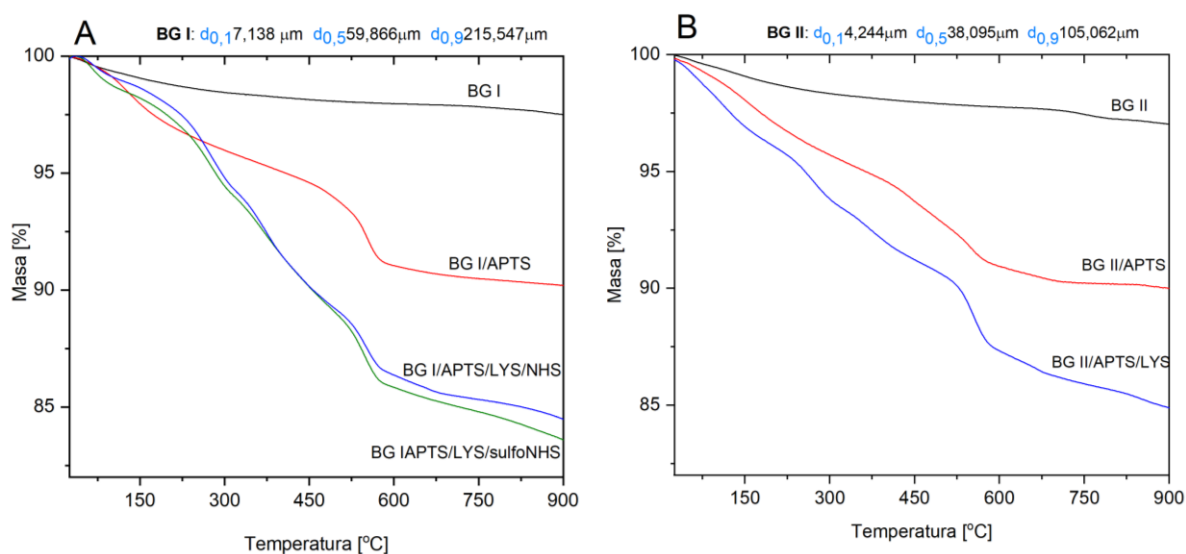 A
BG I: d0,17,138 μm d0,559,866μm d0,9215,547μm
100
95
90
85
Masa [%]
BG I
BG I/APTS
BG I/APTS/LYS/NHS
BG IAPTS/LYS/sulfoNHS
150 300 450 600 750 900
Temperatura [°C]
B
BG II: d0,14,244μm d0,538,095μm d0,9105,062μm
100
95
90
85
Masa [%]
BG II
BG II/APTS
BG II/APTS/LYS
150 300 450 600 750 900
Temperatura [°C]